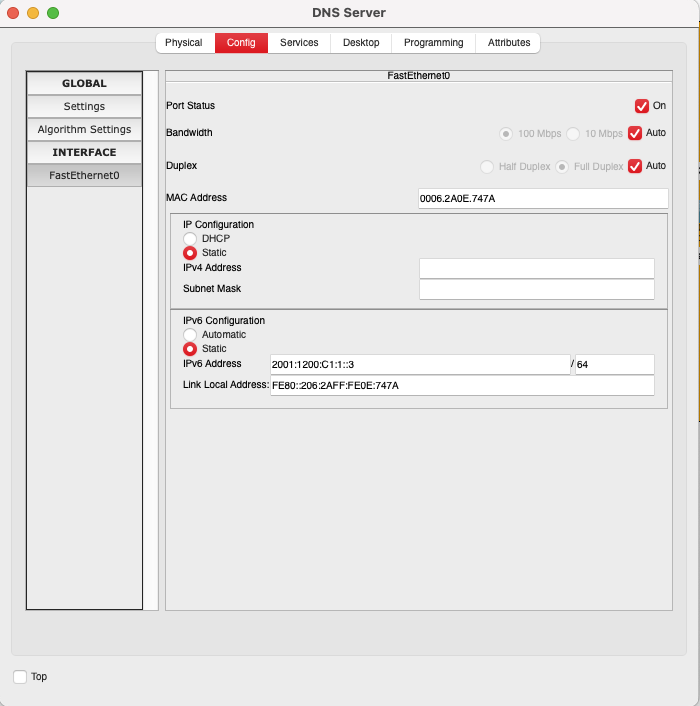 DNS Server
Physical Config Services Desktop Programming Attributes
GLOBAL
Settings
Algorithm Settings
INTERFACE
FastEthernet0
FastEthernet0
Port Status On
Bandwidth 100 Mbps 10 Mbps Auto
Duplex Half Duplex Full Duplex Auto
MAC Address 0006.2A0E.747A
IP Configuration
DHCP
Static
IPv4 Address
Subnet Mask
IPv6 Configuration
Automatic
Static
IPv6 Address 2001:1200:C1:1::3 / 64
Link Local Address: FE80::206:2AFF:FE0E:747A
Top